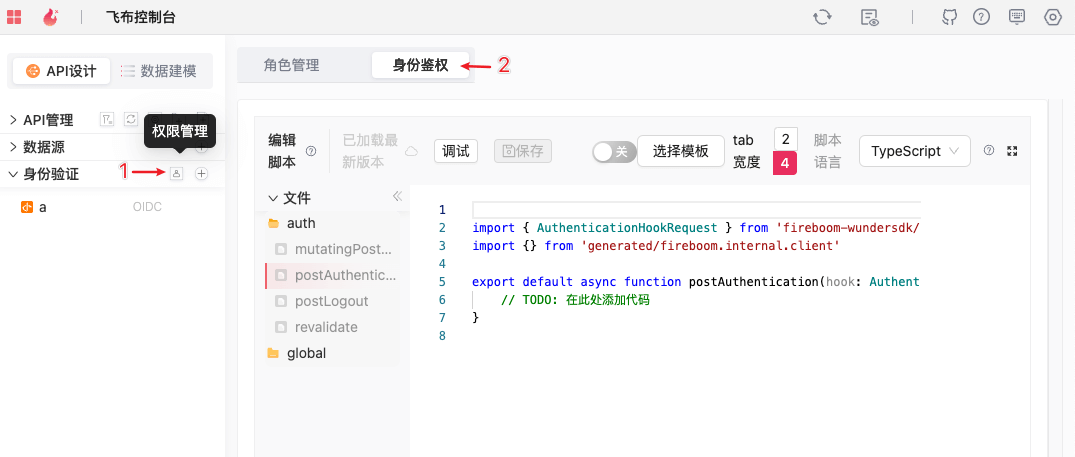 飞布控制台
API设计
数据建模
API管理
权限管理
数据源
身份验证
1
a
OIDC
角色管理
身份鉴权
2
编辑
脚本
已加载最
新版本
调试
保存
关
选择模板
tab
宽度
2
4
脚本
语言
TypeScript
文件
auth
mutatingPost...
postAuthentic...
postLogout
revalidate
global
1
2 import { AuthenticationHookRequest } from 'fireboom-wundersdk/
3 import {} from 'generated/fireboom.internal.client'
4
5 export default async function postAuthentication(hook: Authent
6 // TODO: 在此处添加代码
7 }
8